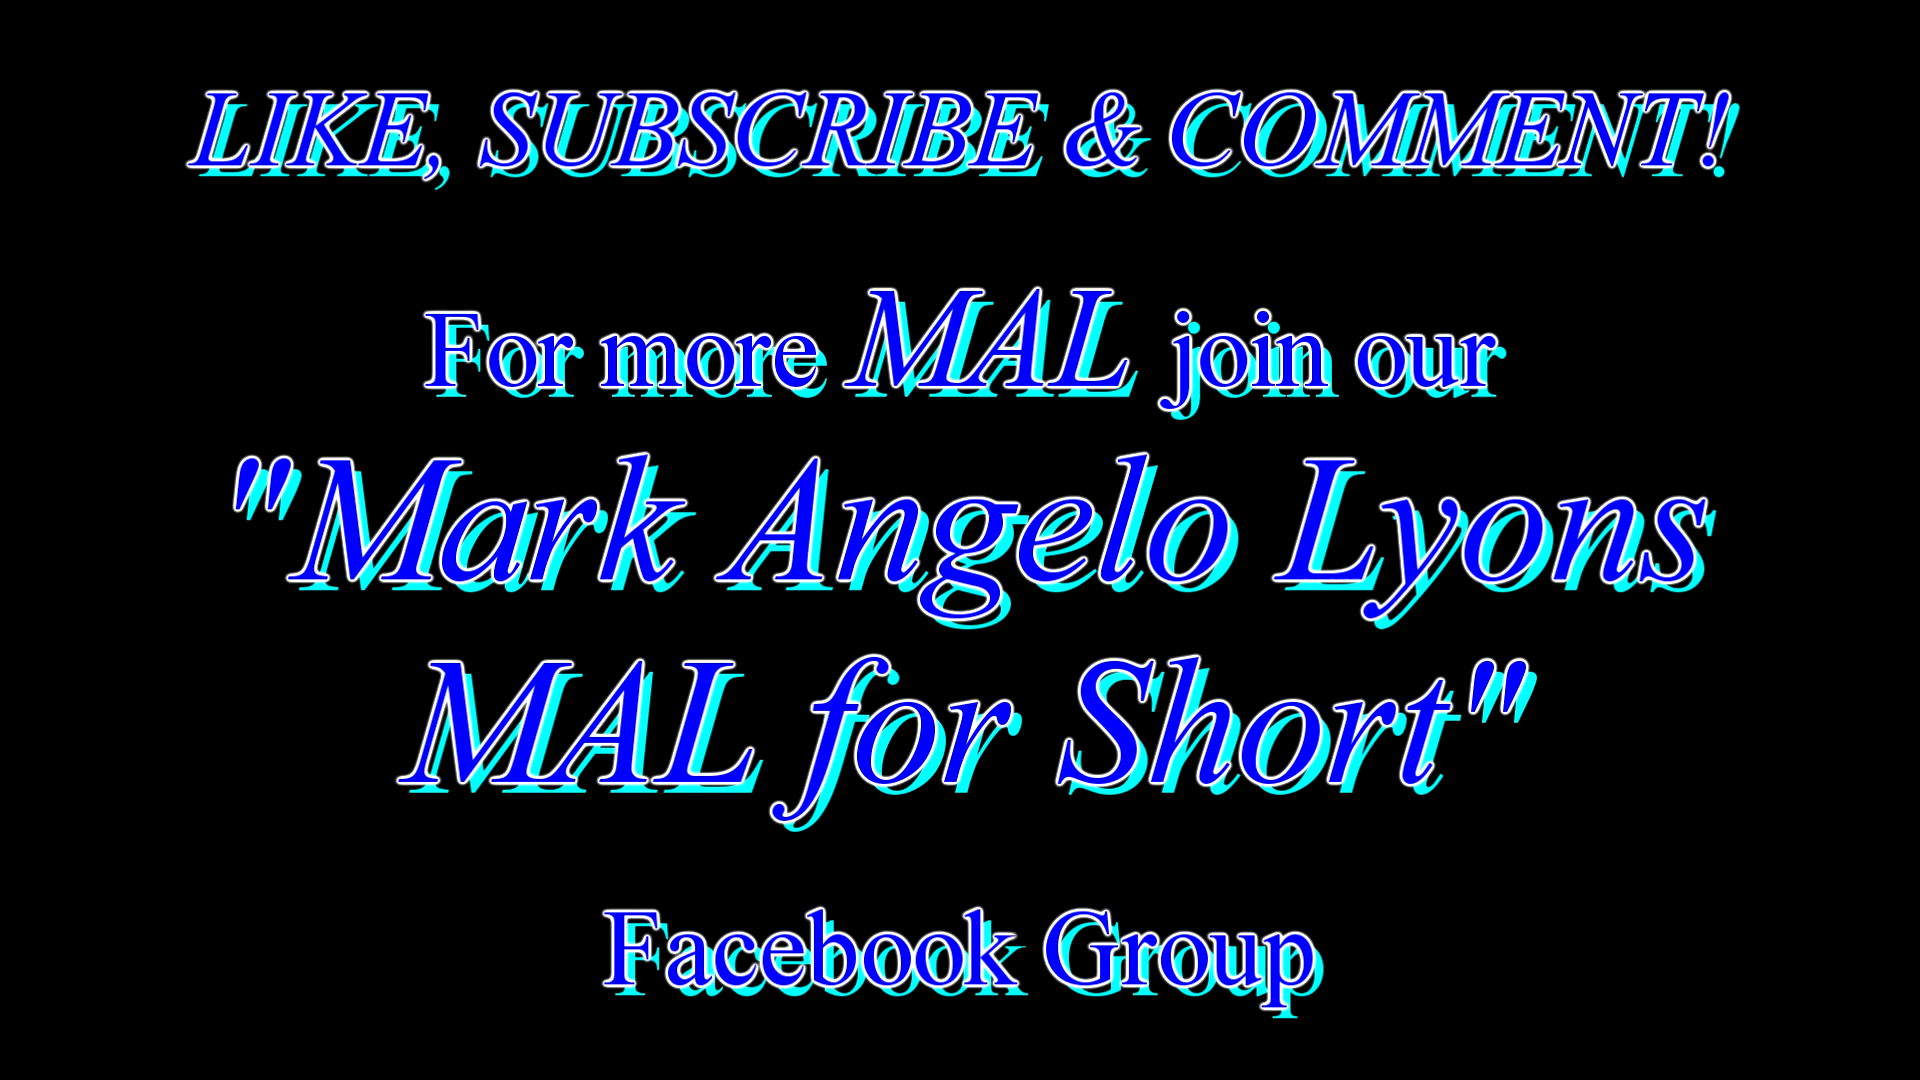 LIKE, SUBSCRIBE & COMMENT!
For more MAL join our
"Mark Angelo Lyons
MAL for Short"
Facebook Group